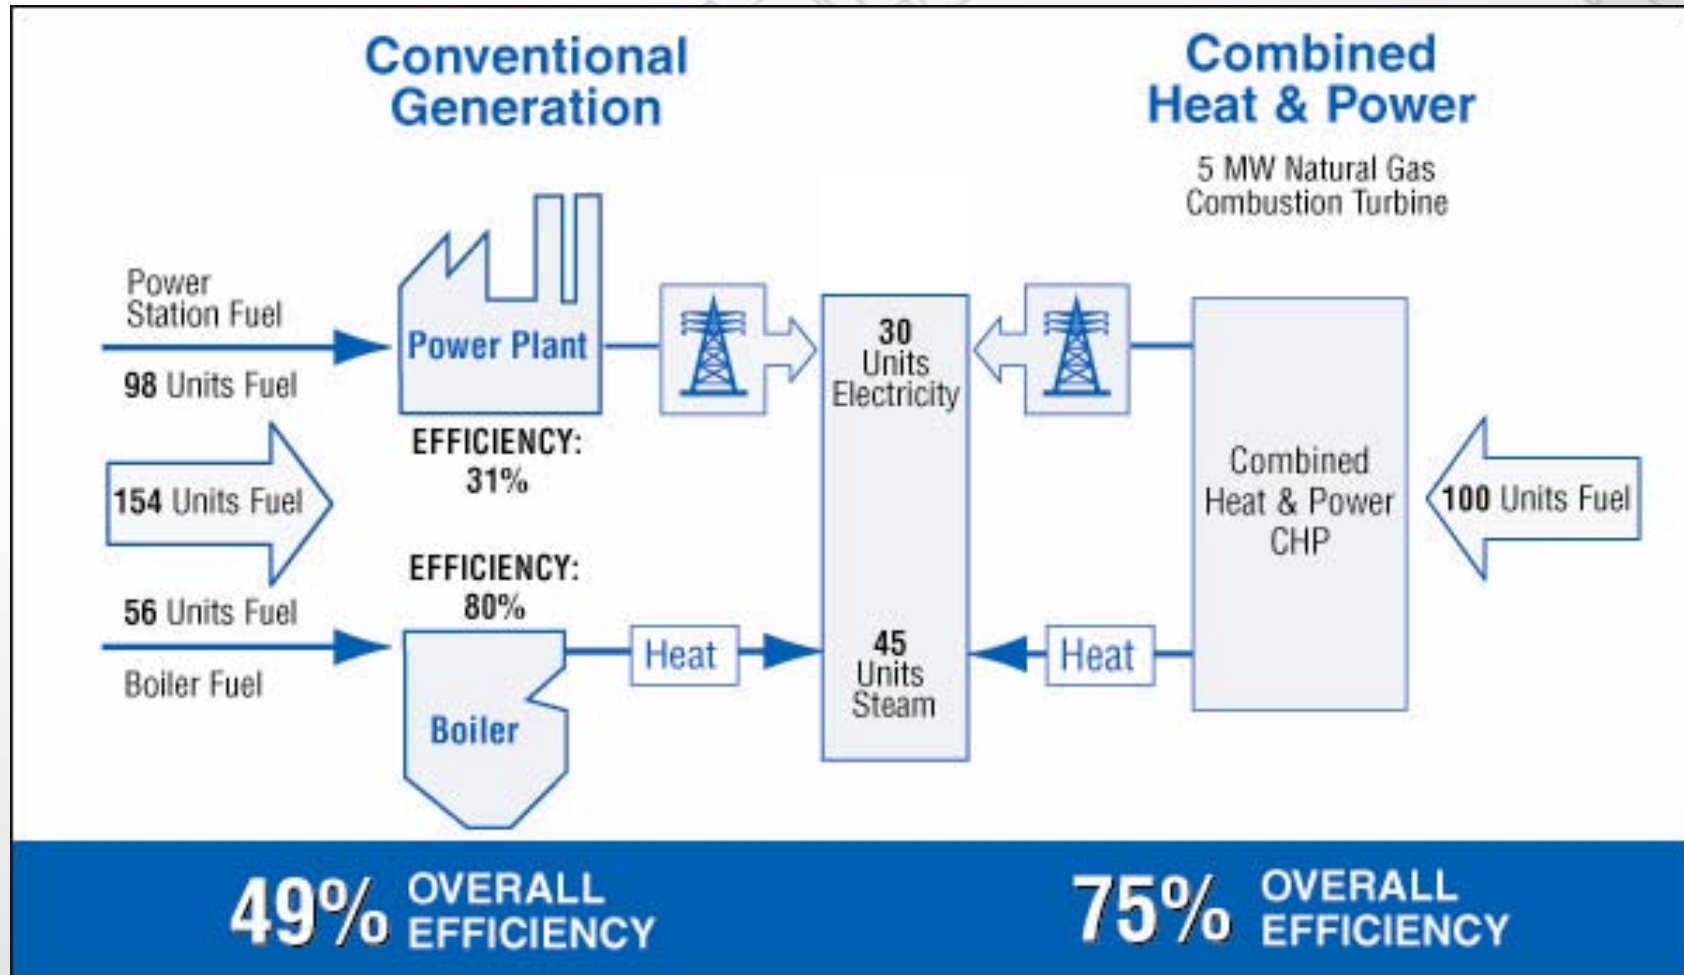 Conventional
Generation
Combined
Heat & Power
5 MW Natural Gas
Combustion Turbine
Power
Station Fuel
98 Units Fuel
Power Plant
EFFICIENCY:
31%
154 Units Fuel
EFFICIENCY:
80%
56 Units Fuel
Boiler Fuel
Boiler
Heat
30
Units
Electricity
45
Units
Steam
Heat
Combined
Heat & Power
CHP
100 Units Fuel
49% OVERALL
EFFICIENCY
75% OVERALL
EFFICIENCY